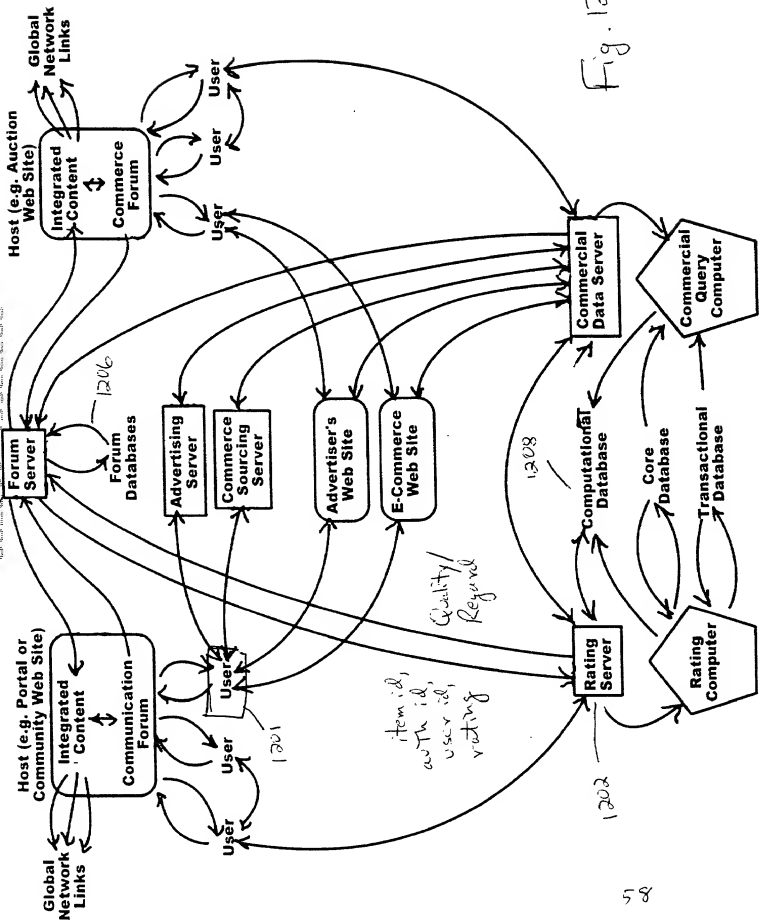 Host (e.g. Portal or
Community Web Site)
Integrated
Content
Communication
Forum
Global
Network
Links
User
User
User
1201
Forum
Server
1206
Forum
Databases
Host (e.g. Auction
Web Site)
Integrated
Content
Commerce
Forum
Global
Network
Links
User
User
User
Advertising
Server
Commerce
Sourcing
Server
Advertiser's
Web Site
E-Commerce
Web Site
Quality/
Regard
item id,
auth id,
user id,
rating
Rating
Server
1202
Rating
Computer
1208
Computational
Database
Core
Database
Transactional
Database
Commercial
Data Server
Commercial
Query
Computer
58